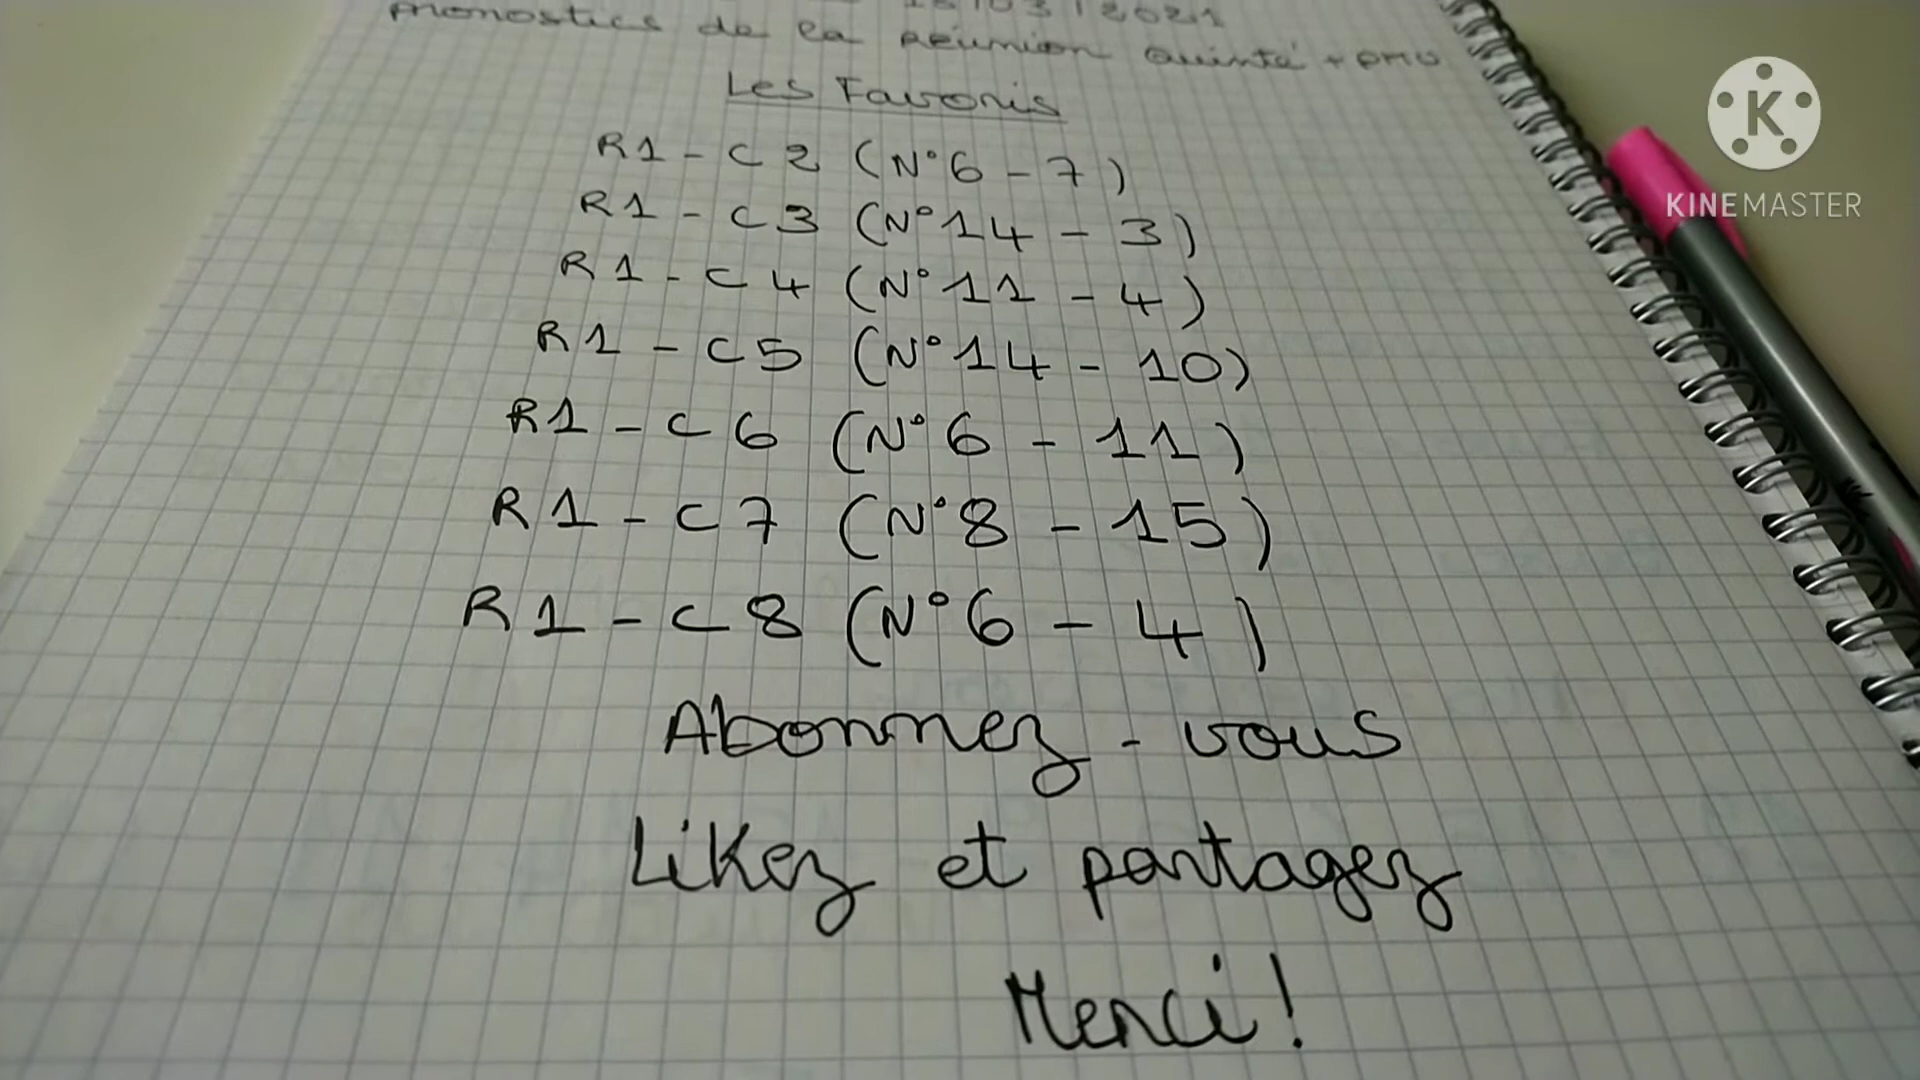 pronostics de la réunion Quinté + PMU
Les Favoris
R1 - C2 (N°6 - 7)
R1 - C3 (N°14 - 3)
R1 - C4 (N°11 - 4)
R1 - C5 (N°14 - 10)
R1 - C6 (N°6 - 11)
R1 - C7 (N°8 - 15)
R1 - C8 (N°6 - 4)
Abonnez - vous
Likez et partagez
Merci!
K
KINEMASTER